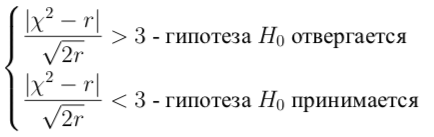 |χ² − r| / √2r > 3 - гипотеза H₀ отвергается
|χ² − r| / √2r < 3 - гипотеза H₀ принимается